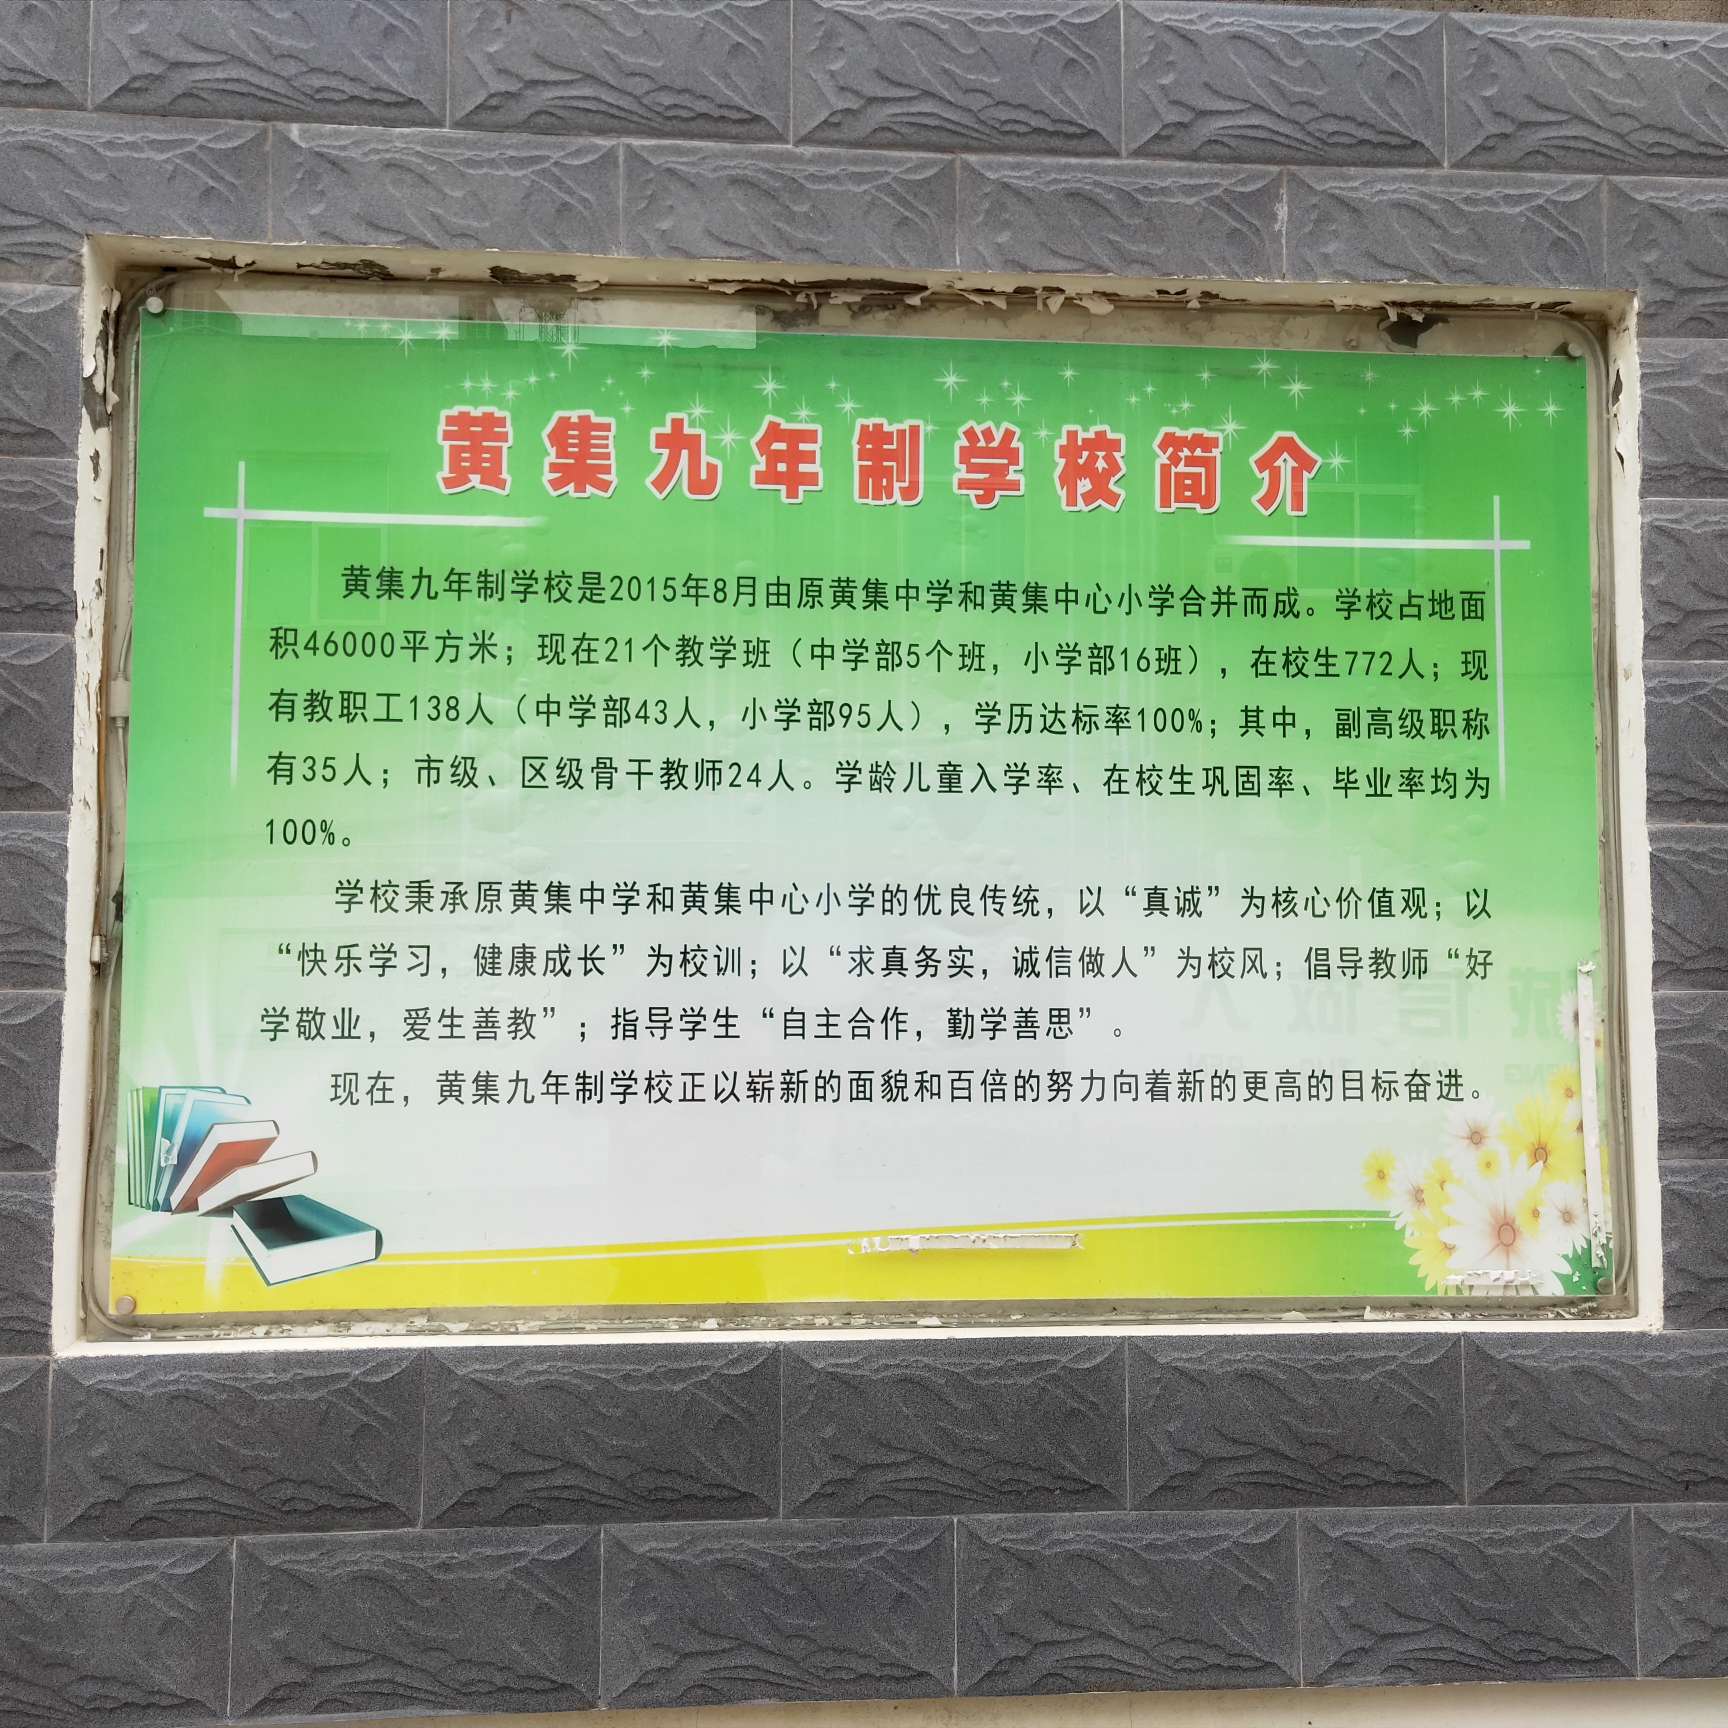 黄集九年制学校简介
黄集九年制学校是2015年8月由原黄集中学和黄集中心小学合并而成。学校占地面
积46000平方米；现在21个教学班（中学部5个班，小学部16班），在校生772人；现
有教职工138人（中学部43人，小学部95人），学历达标率100%；其中，副高级职称
有35人；市级、区级骨干教师24人。学龄儿童入学率、在校生巩固率、毕业率均为
100%。
学校秉承原黄集中学和黄集中心小学的优良传统，以“真诚”为核心价值观；以
“快乐学习，健康成长”为校训；以“求真务实，诚信做人”为校风；倡导教师“好
学敬业，爱生善教”；指导学生“自主合作，勤学善思”。
现在，黄集九年制学校正以崭新的面貌和百倍的努力向着新的更高的目标奋进。